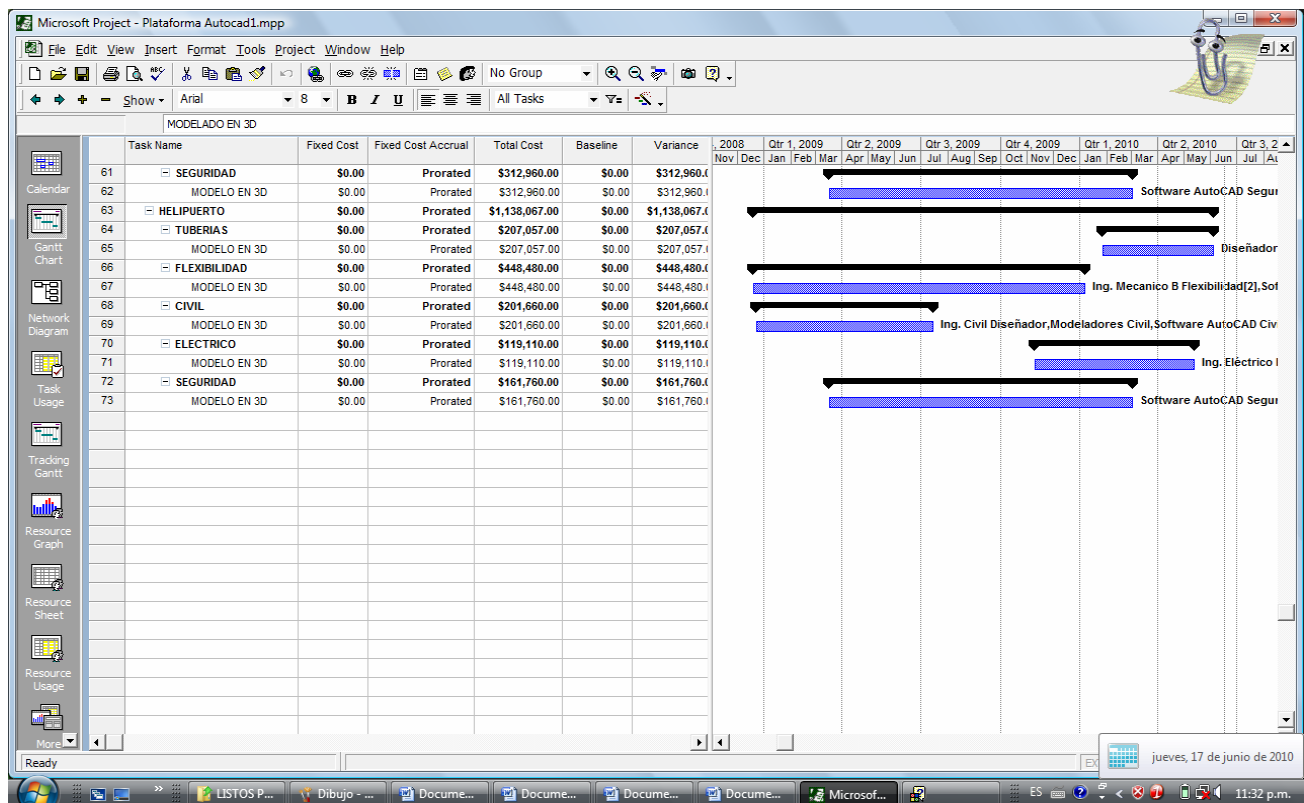 Microsoft Project - Plataforma Autocad1.mpp
File Edit View Insert Format Tools Project Window Help
No Group
Show Arial 8 B I U All Tasks
MODELADO EN 3D
Task Name Fixed Cost Fixed Cost Accrual Total Cost Baseline Variance , 2008 Qtr 1, 2009 Qtr 2, 2009 Qtr 3, 2009 Qtr 4, 2009 Qtr 1, 2010 Qtr 2, 2010 Qtr 3, 2
Nov Dec Jan Feb Mar Apr May Jun Jul Aug Sep Oct Nov Dec Jan Feb Mar Apr May Jun Jul Au
61 SEGURIDAD $0.00 Prorated $312,960.00 $0.00 $312,960.0
62 MODELADO EN 3D $0.00 Prorated $312,960.00 $0.00 $312,960. Software AutoCAD Segur
63 HELIPUERTO $0.00 Prorated $1,138,067.00 $0.00 $1,138,067.0
64 TUBERIAS $0.00 Prorated $207,057.00 $0.00 $207,057.0
65 MODELO EN 3D $0.00 Prorated $207,057.00 $0.00 $207,057. Diseñador
66 FLEXIBILIDAD $0.00 Prorated $448,480.00 $0.00 $448,480.0
67 MODELO EN 3D $0.00 Prorated $448,480.00 $0.00 $448,480. Ing. Mecanico B Flexibilidad[2],Sof
68 CIVIL $0.00 Prorated $201,660.00 $0.00 $201,660.0
69 MODELO EN 3D $0.00 Prorated $201,660.00 $0.00 $201,660. Ing. Civil Diseñador,Modeladores Civil,Software AutoCAD Civi
70 ELECTRICO $0.00 Prorated $119,110.00 $0.00 $119,110.0
71 MODELO EN 3D $0.00 Prorated $119,110.00 $0.00 $119,110. Ing. Eléctrico
72 SEGURIDAD $0.00 Prorated $161,760.00 $0.00 $161,760.0
73 MODELO EN 3D $0.00 Prorated $161,760.00 $0.00 $161,760. Software AutoCAD Segur
Calendar
Gantt
Chart
Network
Diagram
Task
Usage
Tracking
Gantt
Resource
Graph
Resource
Sheet
Resource
Usage
More
Ready EX
jueves, 17 de junio de 2010
LISTOS P... Dibujo - ... Docume... Docume... Docume... Docume... Microsof... ES 11:32 p.m.